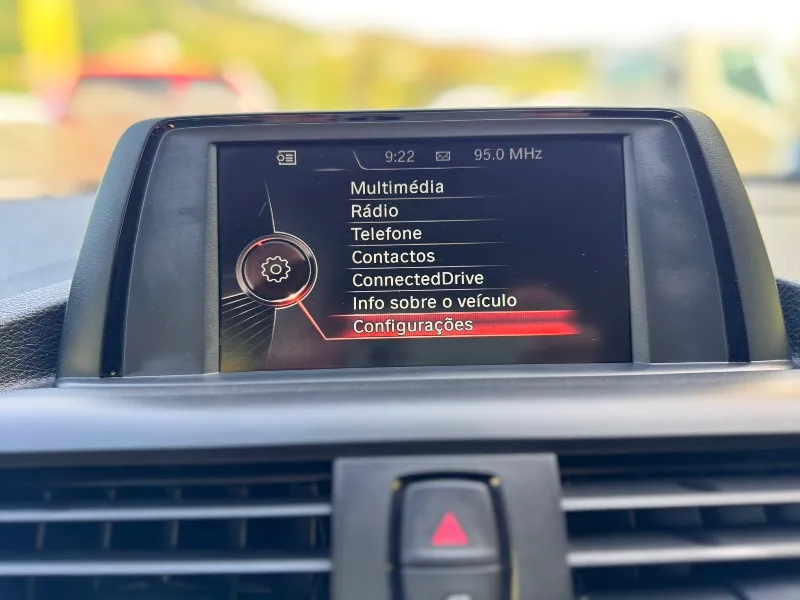 9:22 95.0 MHz
Multimédia
Rádio
Telefone
Contactos
ConnectedDrive
Info sobre o veículo
Configurações